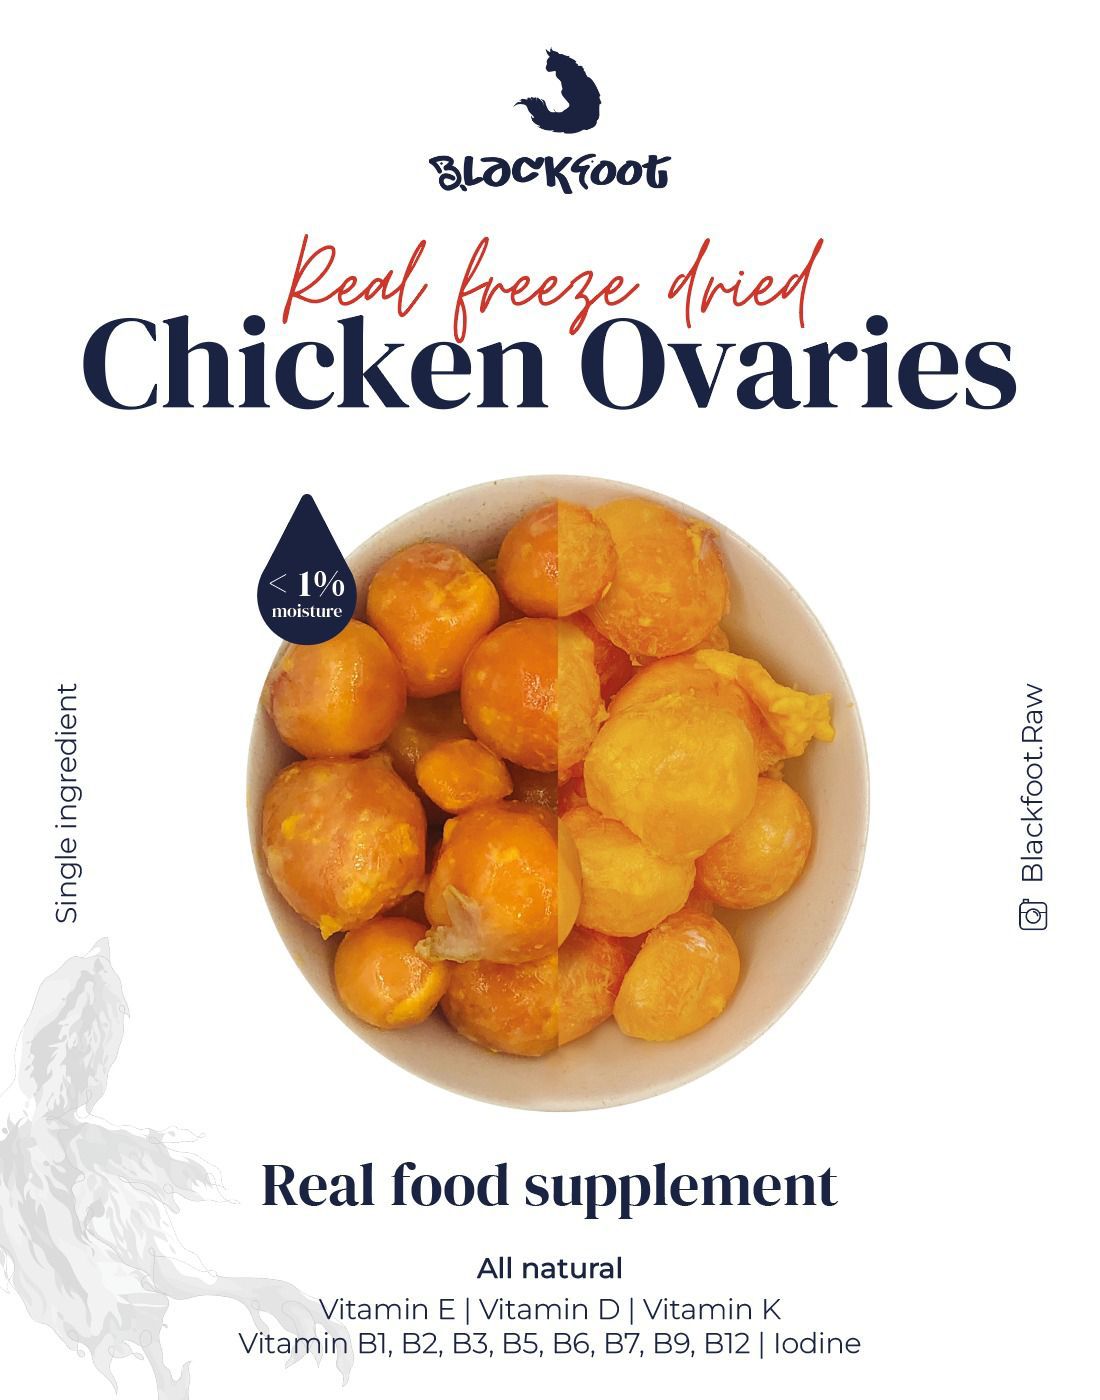 Blackfoot
Real freeze dried
Chicken Ovaries
< 1%
moisture
Single ingredient
Blackfoot.Raw
Real food supplement
All natural
Vitamin E | Vitamin D | Vitamin K
Vitamin B1, B2, B3, B5, B6, B7, B9, B12 | Iodine